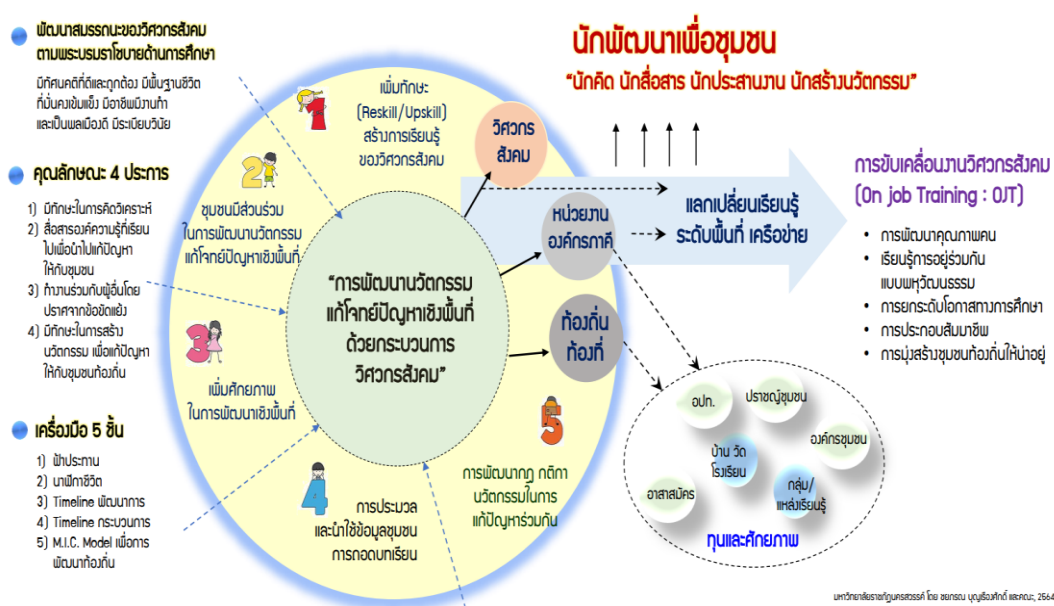 พัฒนาสมรรถนะของวิศวกรสังคม
ตามพระบรมราโชบายด้านการศึกษา
มีทัศนคติที่ดีและถูกต้อง มีพื้นฐานชีวิต
ที่มั่นคงเข้มแข็ง มีอาชีพมีงานทำ
และเป็นพลเมืองดี มีระเบียบวินัย
คุณลักษณะ 4 ประการ
1) มีทักษะในการคิดวิเคราะห์
2) สื่อสารองค์ความรู้ที่เรียน
ไปเพื่อนำไปแก้ปัญหา
ให้กับชุมชน
3) ทำงานร่วมกับผู้อื่นโดย
ปราศจากข้อขัดแย้ง
4) มีทักษะในการสร้าง
นวัตกรรม เพื่อแก้ปัญหา
ให้กับชุมชนท้องถิ่น
เครื่องมือ 5 ชิ้น
1) ฟ้าประทาน
2) นาฬิกาชีวิต
3) Timeline พัฒนาการ
4) Timeline กระบวนการ
5) M.I.C. Model เพื่อการ
พัฒนาท้องถิ่น
1
เพิ่มทักษะ
(Reskill/Upskill)
สร้างการเรียนรู้
ของวิศวกรสังคม
2
ชุมชนมีส่วนร่วม
ในการพัฒนานวัตกรรม
แก้โจทย์ปัญหาเชิงพื้นที่
3
เพิ่มศักยภาพ
ในการพัฒนาเชิงพื้นที่
4
การประมวล
และนำใช้ข้อมูลชุมชน
การถอดบทเรียน
5
การพัฒนากฎ กติกา
นวัตกรรมในการ
แก้ปัญหาร่วมกัน
“การพัฒนานวัตกรรม
แก้โจทย์ปัญหาเชิงพื้นที่
ด้วยกระบวนการ
วิศวกรสังคม”
วิศวกร
สังคม
หน่วยงาน
องค์กรภาคี
ท้องถิ่น
ท้องที่
นักพัฒนาเพื่อชุมชน
“นักคิด นักสื่อสาร นักประสานงาน นักสร้างนวัตกรรม”
แลกเปลี่ยนเรียนรู้
ระดับพื้นที่ เครือข่าย
การขับเคลื่อนงานวิศวกรสังคม
(On job Training : OJT)
• การพัฒนาคุณภาพคน
• เรียนรู้การอยู่ร่วมกัน
แบบพหุวัฒนธรรม
• การยกระดับโอกาสทางการศึกษา
• การประกอบสัมมาชีพ
• การมุ่งสร้างชุมชนท้องถิ่นให้น่าอยู่
อปท.
ปราชญ์ชุมชน
องค์กรชุมชน
บ้าน วัด
โรงเรียน
กลุ่ม/
แหล่งเรียนรู้
อาสาสมัคร
ทุนและศักยภาพ
มหาวิทยาลัยราชภัฏนครสวรรค์ โดย ชยกรณ บุญเรืองศักดิ์ และคณะ, 2564